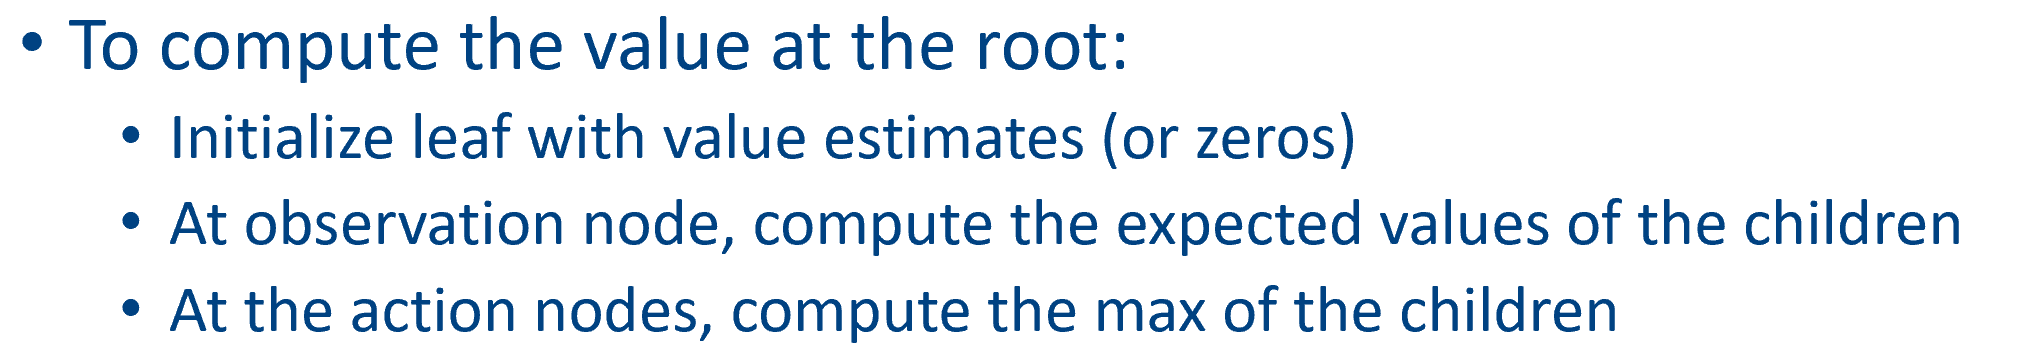 • To compute the value at the root:
• Initialize leaf with value estimates (or zeros)
• At observation node, compute the expected values of the children
• At the action nodes, compute the max of the children